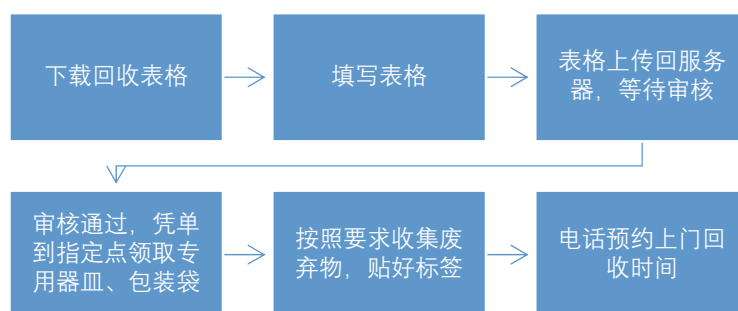 下载回收表格
填写表格
表格上传回服务
器，等待审核
审核通过，凭单
到指定点领取专
用器皿、包装袋
按照要求收集废
弃物，贴好标签
电话预约上门回
收时间